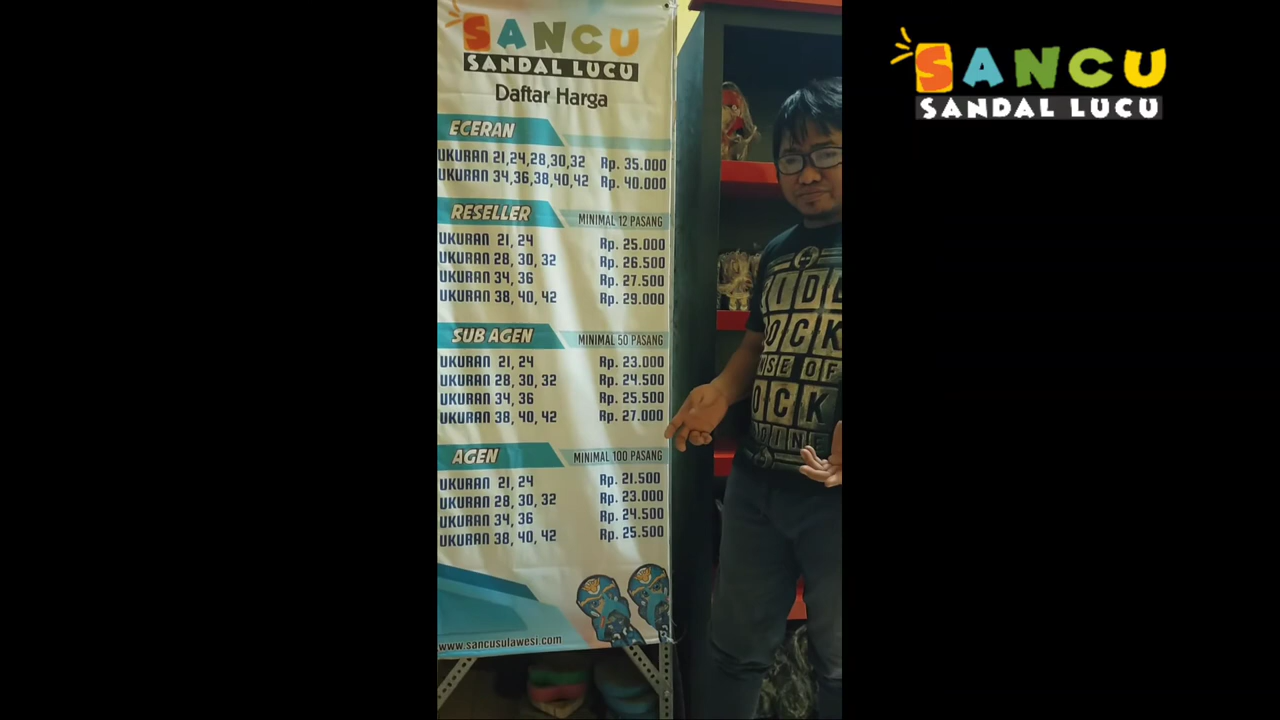 SANCU
SANDAL LUCU
Daftar Harga
ECERAN
UKURAN 21,24,28,30,32 Rp. 35.000
UKURAN 34,36,38,40,42 Rp. 40.000
RESELLER MINIMAL 12 PASANG
UKURAN 21, 24 Rp. 25.000
UKURAN 28, 30, 32 Rp. 26.500
UKURAN 34, 36 Rp. 27.500
UKURAN 38, 40, 42 Rp. 29.000
SUB AGEN MINIMAL 50 PASANG
UKURAN 21, 24 Rp. 23.000
UKURAN 28, 30, 32 Rp. 24.500
UKURAN 34, 36 Rp. 25.500
UKURAN 38, 40, 42 Rp. 27.000
AGEN MINIMAL 100 PASANG
UKURAN 21, 24 Rp. 21.500
UKURAN 28, 30, 32 Rp. 23.000
UKURAN 34, 36 Rp. 24.500
UKURAN 38, 40, 42 Rp. 25.500
www.sancusulawesi.com
SANCU
SANDAL LUCU
OCK
OF
OCK